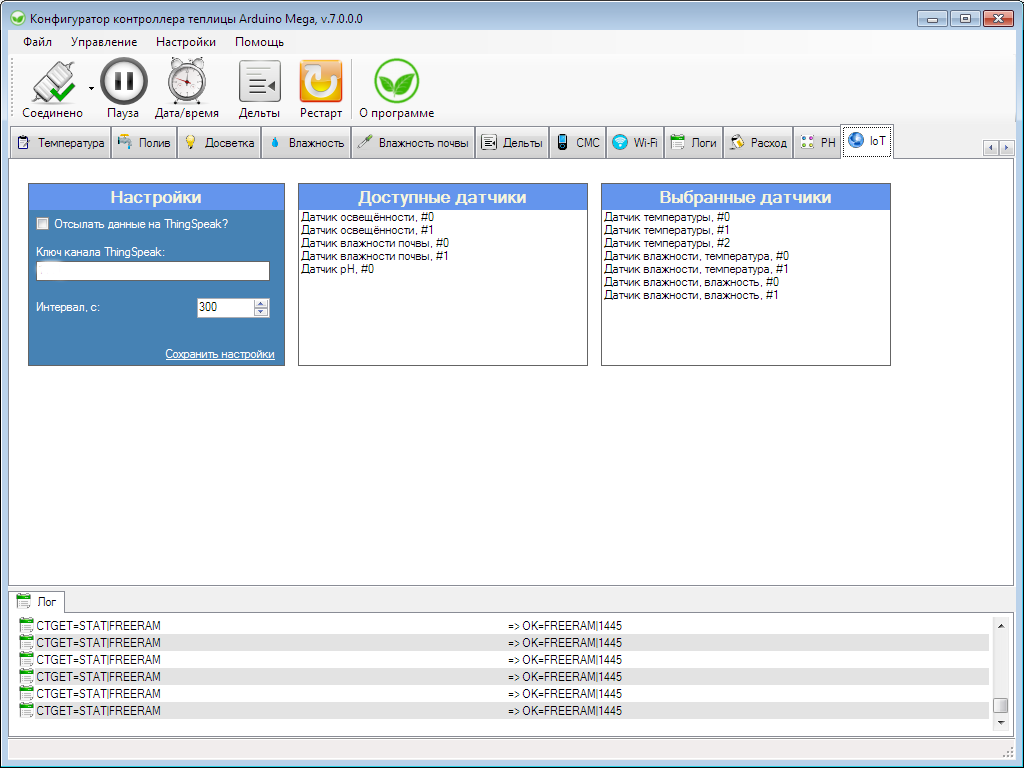 Конфигуратор контроллера теплицы Arduino Mega, v.7.0.0.0
Файл Управление Настройки Помощь
Соединено Пауза Дата/время Дельты Рестарт О программе
Температура Полив Досветка Влажность Влажность почвы Дельты СМС Wi-Fi Логи Расход PH IoT
Настройки
Отсылать данные на ThingSpeak?
Ключ канала ThingSpeak:
Интервал, с: 300
Сохранить настройки
Доступные датчики
Датчик освещённости, #0
Датчик освещённости, #1
Датчик влажности почвы, #0
Датчик влажности почвы, #1
Датчик pH, #0
Выбранные датчики
Датчик температуры, #0
Датчик температуры, #1
Датчик температуры, #2
Датчик влажности, температура, #0
Датчик влажности, температура, #1
Датчик влажности, влажность, #0
Датчик влажности, влажность, #1
Лог
CTGET=STAT|FREERAM => OK=FREERAM|1445
CTGET=STAT|FREERAM => OK=FREERAM|1445
CTGET=STAT|FREERAM => OK=FREERAM|1445
CTGET=STAT|FREERAM => OK=FREERAM|1445
CTGET=STAT|FREERAM => OK=FREERAM|1445
CTGET=STAT|FREERAM => OK=FREERAM|1445